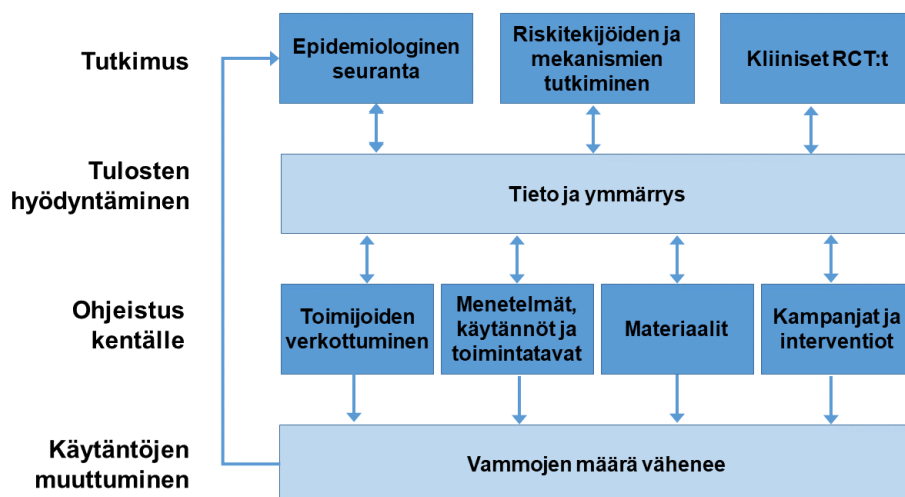 Tutkimus
Epidemiologinen
seuranta
Riskitekijöiden ja
mekanismien
tutkiminen
Kliiniset RCT:t
Tulosten
hyödyntäminen
Tieto ja ymmärrys
Ohjeistus
kentälle
Toimijoiden
verkottuminen
Menetelmät,
käytännöt ja
toimintatavat
Materiaalit
Kampanjat ja
interventiot
Käytäntöjen
muuttuminen
Vammojen määrä vähenee